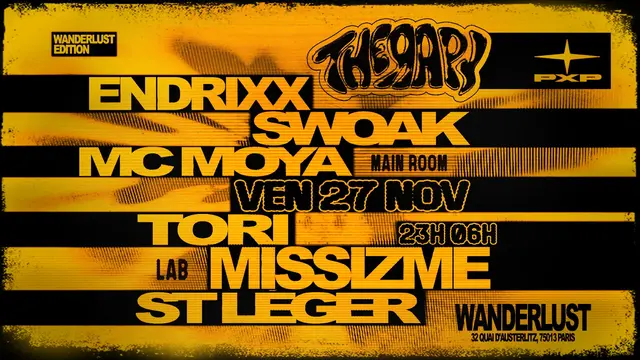 WANDERLUST
EDITION
THERAPY
PXP
ENDRIXX
SWOAK
MC MOYA
MAIN ROOM
VEN 27 NOV
TORI
23H 06H
LAB
MISSIZME
ST LEGER
WANDERLUST
32 QUAI D'AUSTERLITZ, 75013 PARIS